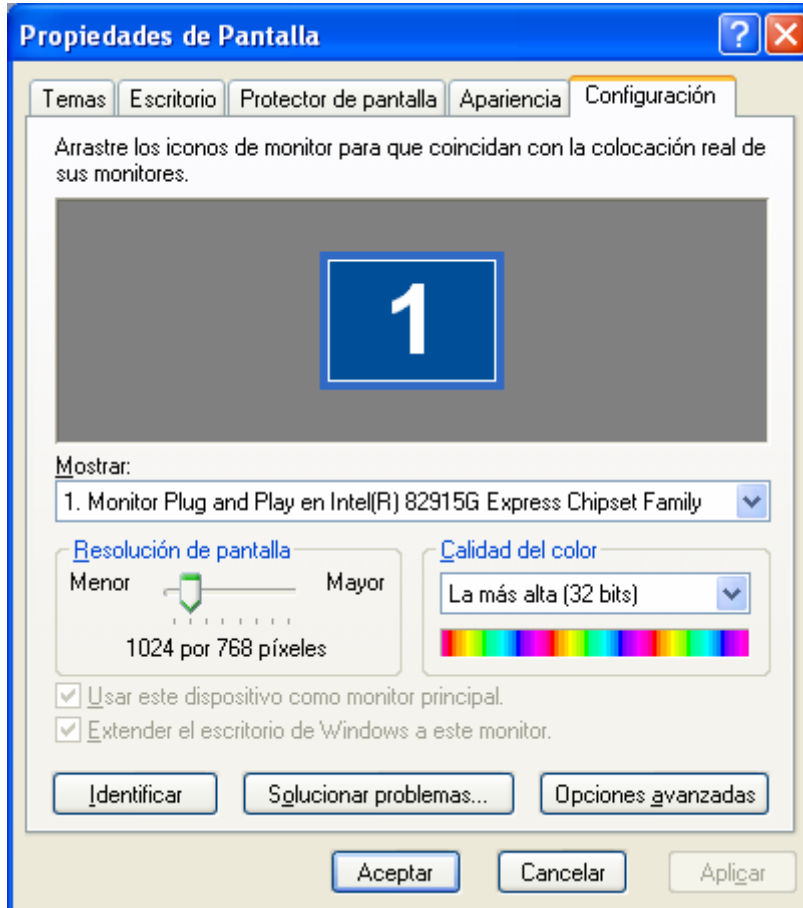 Propiedades de Pantalla
Temas Escritorio Protector de pantalla Apariencia Configuración
Arrastre los iconos de monitor para que coincidan con la colocación real de
sus monitores.
1
Mostrar:
1. Monitor Plug and Play en Intel(R) 82915G Express Chipset Family
Resolución de pantalla
Menor Mayor
1024 por 768 píxeles
Calidad del color
La más alta (32 bits)
Usar este dispositivo como monitor principal.
Extender el escritorio de Windows a este monitor.
Identificar Solucionar problemas... Opciones avanzadas
Aceptar Cancelar Aplicar